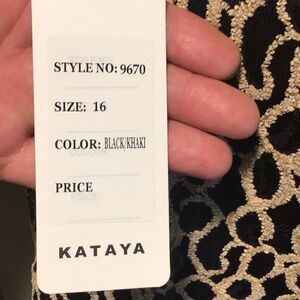 STYLE NO: 9670
SIZE: 16
COLOR: BLACK/KHAKI
PRICE
KATAYA